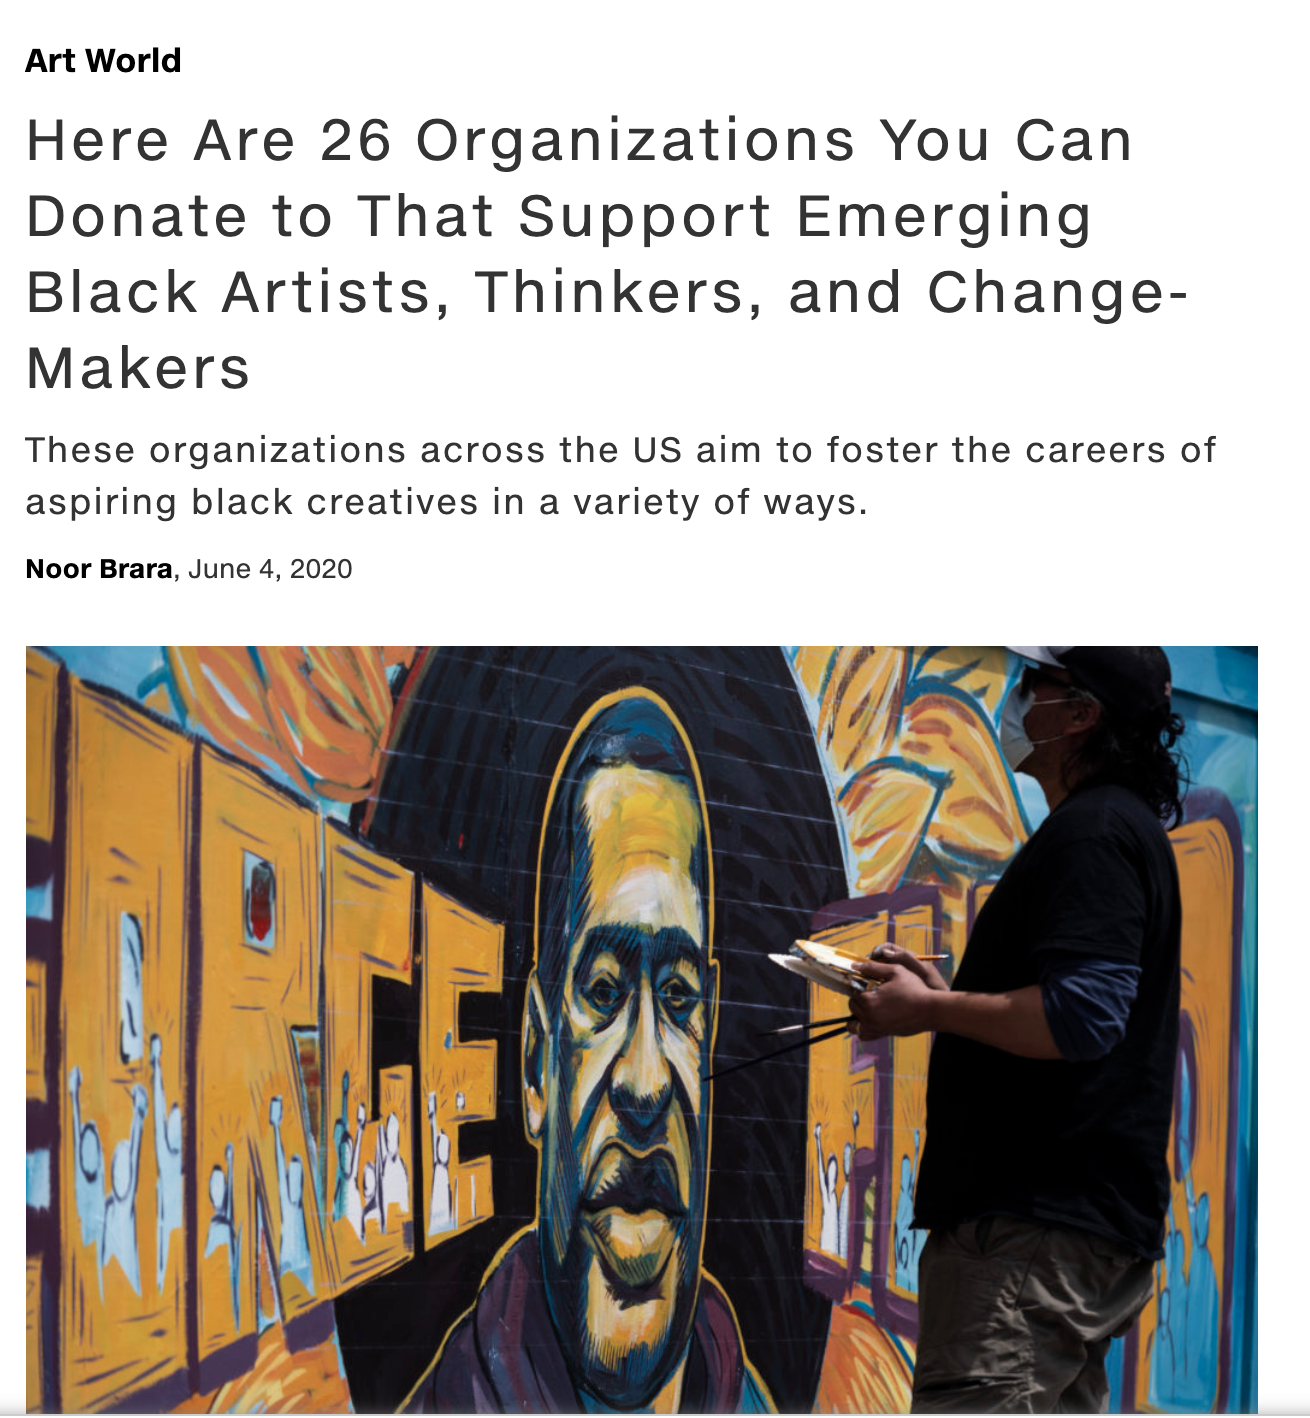 Art World
Here Are 26 Organizations You Can
Donate to That Support Emerging
Black Artists, Thinkers, and Change-
Makers
These organizations across the US aim to foster the careers of
aspiring black creatives in a variety of ways.
Noor Brara, June 4, 2020